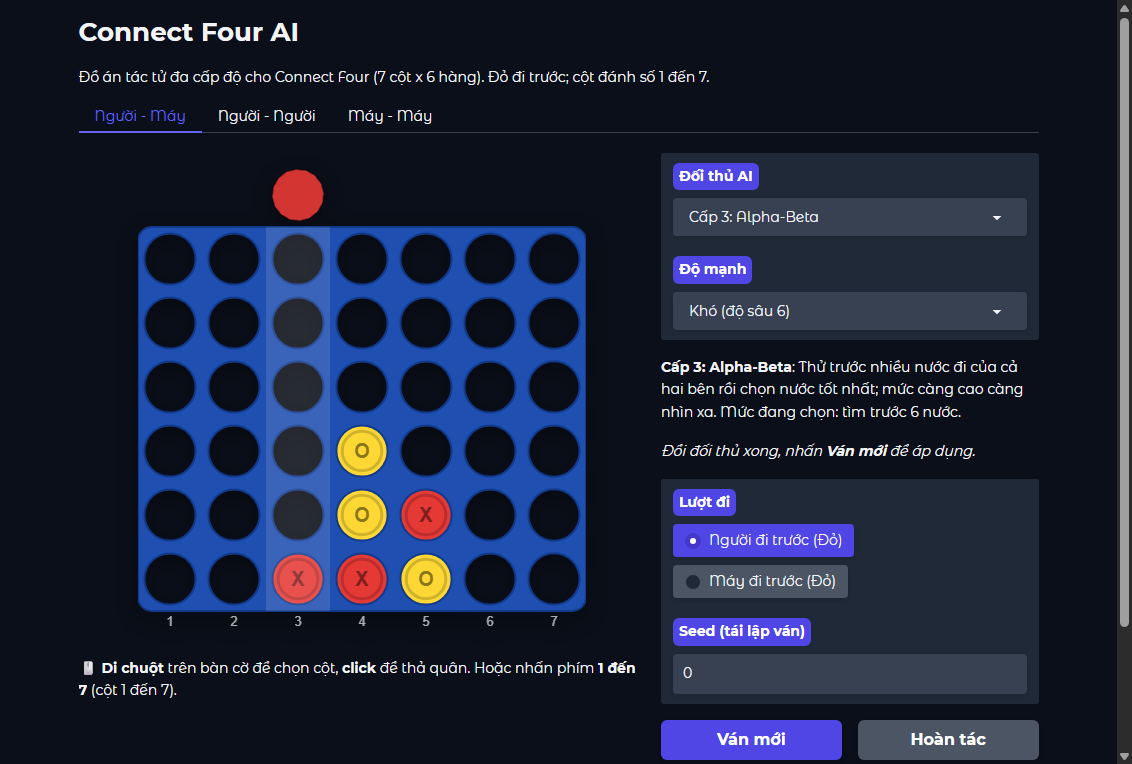 Connect Four AI
Đồ án tác tử đa cấp độ cho Connect Four (7 cột x 6 hàng). Đỏ đi trước; cột đánh số 1 đến 7.
Người - Máy Người - Người Máy - Máy
Đối thủ AI
Cấp 3: Alpha-Beta
Độ mạnh
Khó (độ sâu 6)
Cấp 3: Alpha-Beta: Thử trước nhiều nước đi của cả
hai bên rồi chọn nước tốt nhất; mức càng cao càng
nhìn xa. Mức đang chọn: tìm trước 6 nước.
Đổi đối thủ xong, nhấn Ván mới để áp dụng.
O
O X
X X O
1 2 3 4 5 6 7
Di chuột trên bàn cờ để chọn cột, click để thả quân. Hoặc nhấn phím 1 đến
7 (cột 1 đến 7).
Lượt đi
Người đi trước (Đỏ)
Máy đi trước (Đỏ)
Seed (tái lập ván)
0
Ván mới Hoàn tác